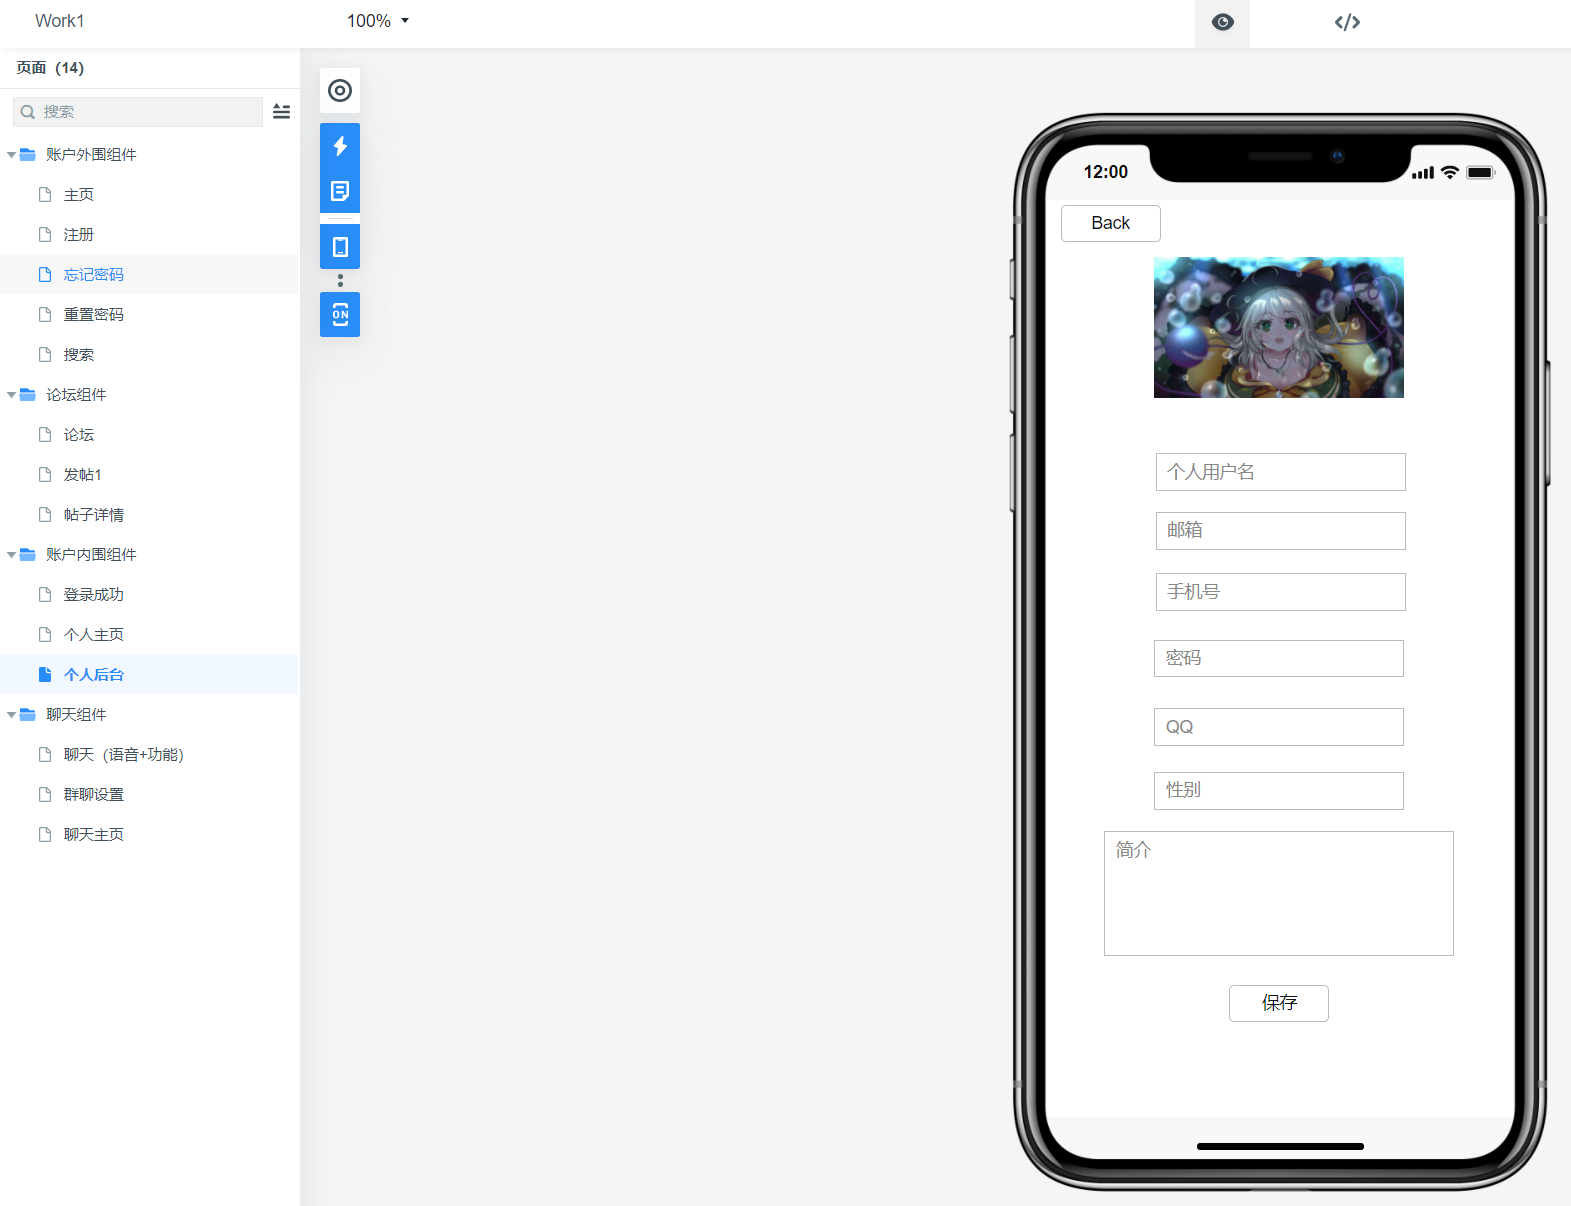 Work1
100%
页面（14）
搜索
账户外围组件
主页
注册
忘记密码
重置密码
搜索
论坛组件
论坛
发帖1
帖子详情
账户内围组件
登录成功
个人主页
个人后台
聊天组件
聊天（语音+功能）
群聊设置
聊天主页
ON
12:00
Back
个人用户名
邮箱
手机号
密码
QQ
性别
简介
保存